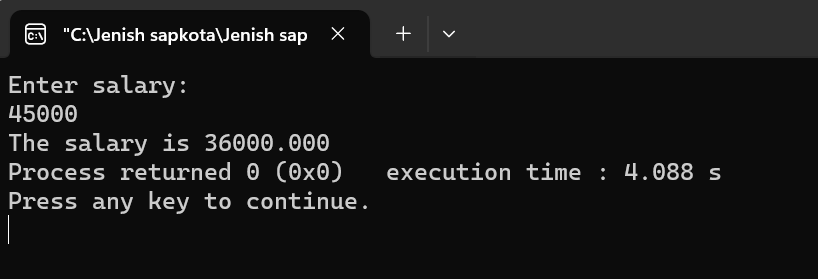 "C:\Jenish sapkota\Jenish sap
Enter salary:
45000
The salary is 36000.000
Process returned 0 (0x0)   execution time : 4.088 s
Press any key to continue.